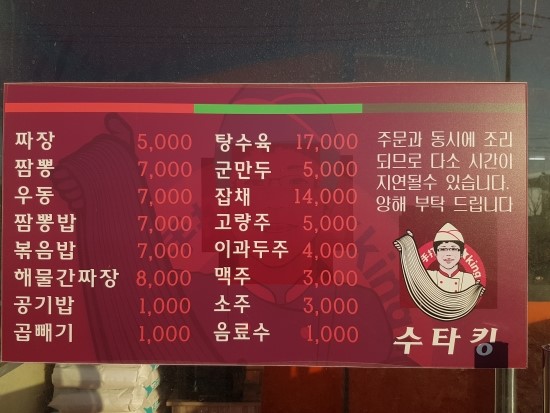 짜장 5,000
짬뽕 7,000
우동 7,000
짬뽕밥 7,000
볶음밥 7,000
해물간짜장 8,000
공기밥 1,000
곱빼기 1,000
탕수육 17,000
군만두 5,000
잡채 14,000
고량주 5,000
이과두주 4,000
맥주 3,000
소주 3,000
음료수 1,000
주문과 동시에 조리
되므로 다소 시간이
지연될수 있습니다.
양해 부탁 드립니다
手打 king
수타킹